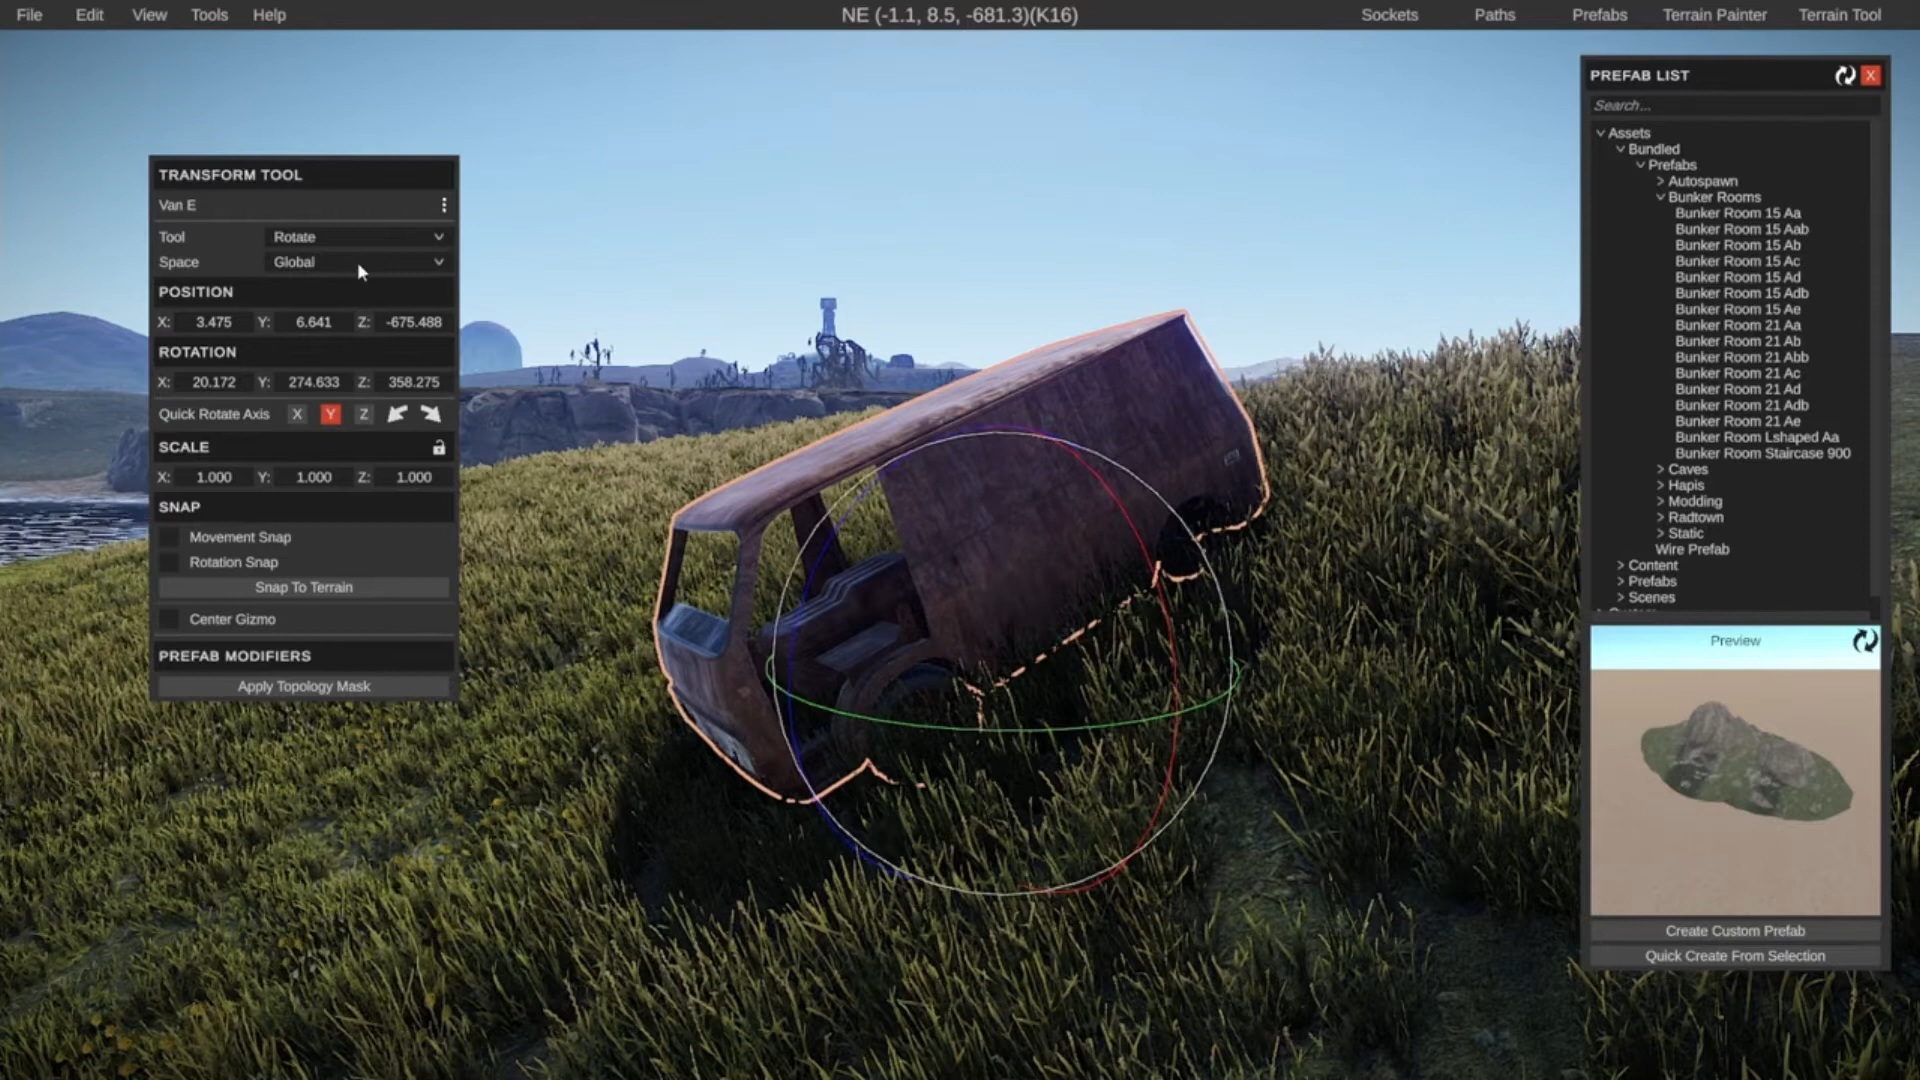 File Edit View Tools Help NE (-1.1, 8.5, -681.3)(K16) Sockets Paths Prefabs Terrain Painter Terrain Tool
TRANSFORM TOOL
Van E
Tool Rotate
Space Global
POSITION
X: 3.475 Y: 6.641 Z: -675.488
ROTATION
X: 20.172 Y: 274.633 Z: 358.275
Quick Rotate Axis X Y Z
SCALE
X: 1.000 Y: 1.000 Z: 1.000
SNAP
Movement Snap
Rotation Snap
Snap To Terrain
Center Gizmo
PREFAB MODIFIERS
Apply Topology Mask
PREFAB LIST X
Search...
Assets
Bundled
Prefabs
Autospawn
Bunker Rooms
Bunker Room 15 Aa
Bunker Room 15 Aab
Bunker Room 15 Ab
Bunker Room 15 Ac
Bunker Room 15 Ad
Bunker Room 15 Adb
Bunker Room 15 Ae
Bunker Room 21 Aa
Bunker Room 21 Ab
Bunker Room 21 Abb
Bunker Room 21 Ac
Bunker Room 21 Ad
Bunker Room 21 Adb
Bunker Room 21 Ae
Bunker Room Lshaped Aa
Bunker Room Staircase 900
Caves
Hapis
Modding
Radtown
Static
Wire Prefab
Content
Prefabs
Scenes
Preview
Create Custom Prefab
Quick Create From Selection